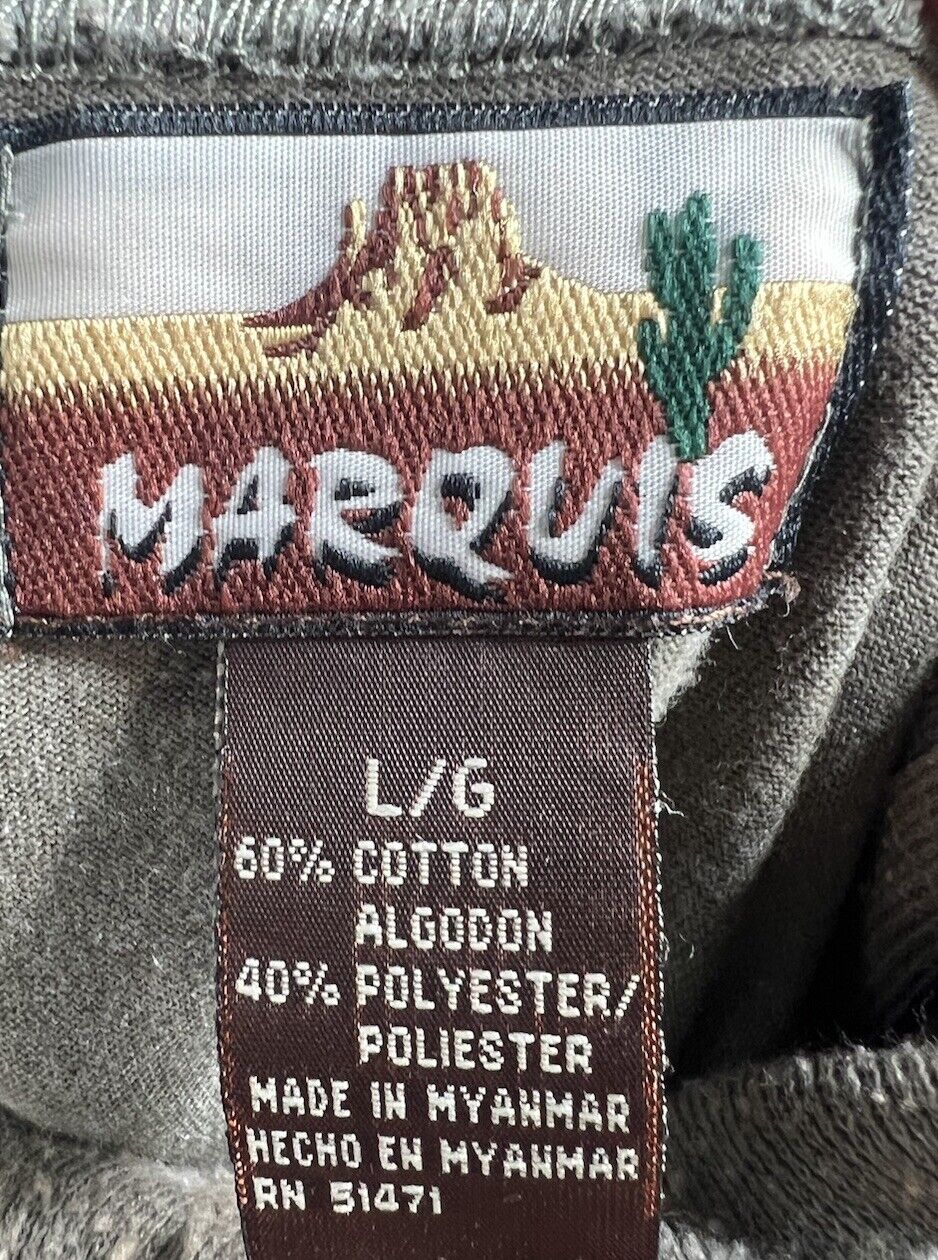 MARQUIS
L/G
60% COTTON
ALGODON
40% POLYESTER/
POLIESTER
MADE IN MYANMAR
HECHO EN MYANMAR
RN 51471